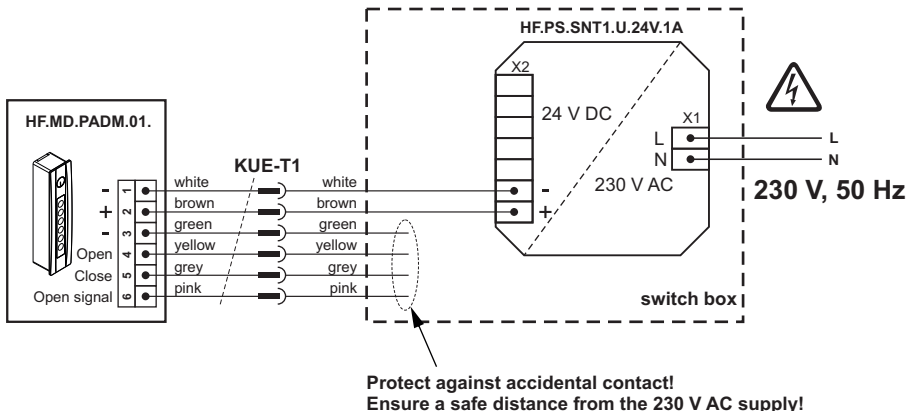 HF.PS.SNT1.U.24V.1A
X2
24 V DC
X1
L
N
230 V AC
L
N
230 V, 50 Hz
-
+
switch box
HF.MD.PADM.01.
KUE-T1
- 1 white white
+ 2 brown brown
- 3 green green
Open 4 yellow yellow
Close 5 grey grey
Open signal 6 pink pink
Protect against accidental contact!
Ensure a safe distance from the 230 V AC supply!